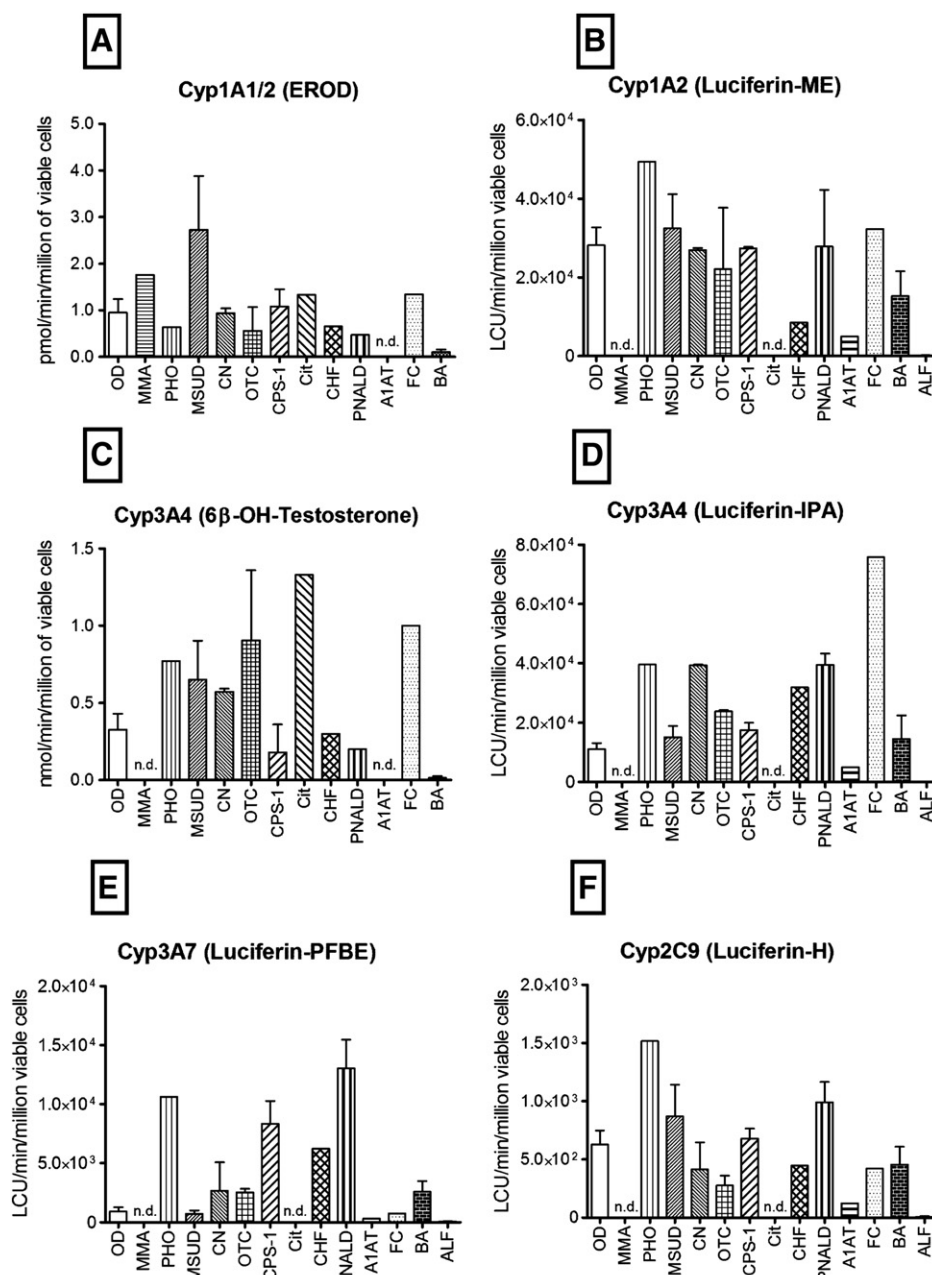 A
Cyp1A1/2 (EROD)
pmol/min/million of viable cells
5.0
4.0
3.0
2.0
1.0
0.0
n.d.
OD
MMA
PHO
MSUD
CN
OTC
CPS-1
Cit
CHF
PNALD
A1AT
FC
BA
B
Cyp1A2 (Luciferin-ME)
LCU/min/million viable cells
6.0×10⁴
4.0×10⁴
2.0×10⁴
0
n.d.
n.d.
OD
MMA
PHO
MSUD
CN
OTC
CPS-1
Cit
CHF
PNALD
A1AT
FC
BA
ALF
C
Cyp3A4 (6β-OH-Testosterone)
nmol/min/million of viable cells
1.5
1.0
0.5
0.0
n.d.
n.d.
OD
MMA
PHO
MSUD
CN
OTC
CPS-1
Cit
CHF
PNALD
A1AT
FC
BA
D
Cyp3A4 (Luciferin-IPA)
LCU/min/million viable cells
8.0×10⁴
6.0×10⁴
4.0×10⁴
2.0×10⁴
0
n.d.
n.d.
OD
MMA
PHO
MSUD
CN
OTC
CPS-1
Cit
CHF
PNALD
A1AT
FC
BA
ALF
E
Cyp3A7 (Luciferin-PFBE)
LCU/min/million viable cells
2.0×10⁴
1.5×10⁴
1.0×10⁴
5.0×10³
0
n.d.
n.d.
OD
MMA
PHO
MSUD
CN
OTC
CPS-1
Cit
CHF
NALD
A1AT
FC
BA
ALF
F
Cyp2C9 (Luciferin-H)
LCU/min/million viable cells
2.0×10³
1.5×10³
1.0×10³
5.0×10²
0
n.d.
n.d.
OD
MMA
PHO
MSUD
CN
OTC
CPS-1
Cit
CHF
PNALD
A1AT
FC
BA
ALF